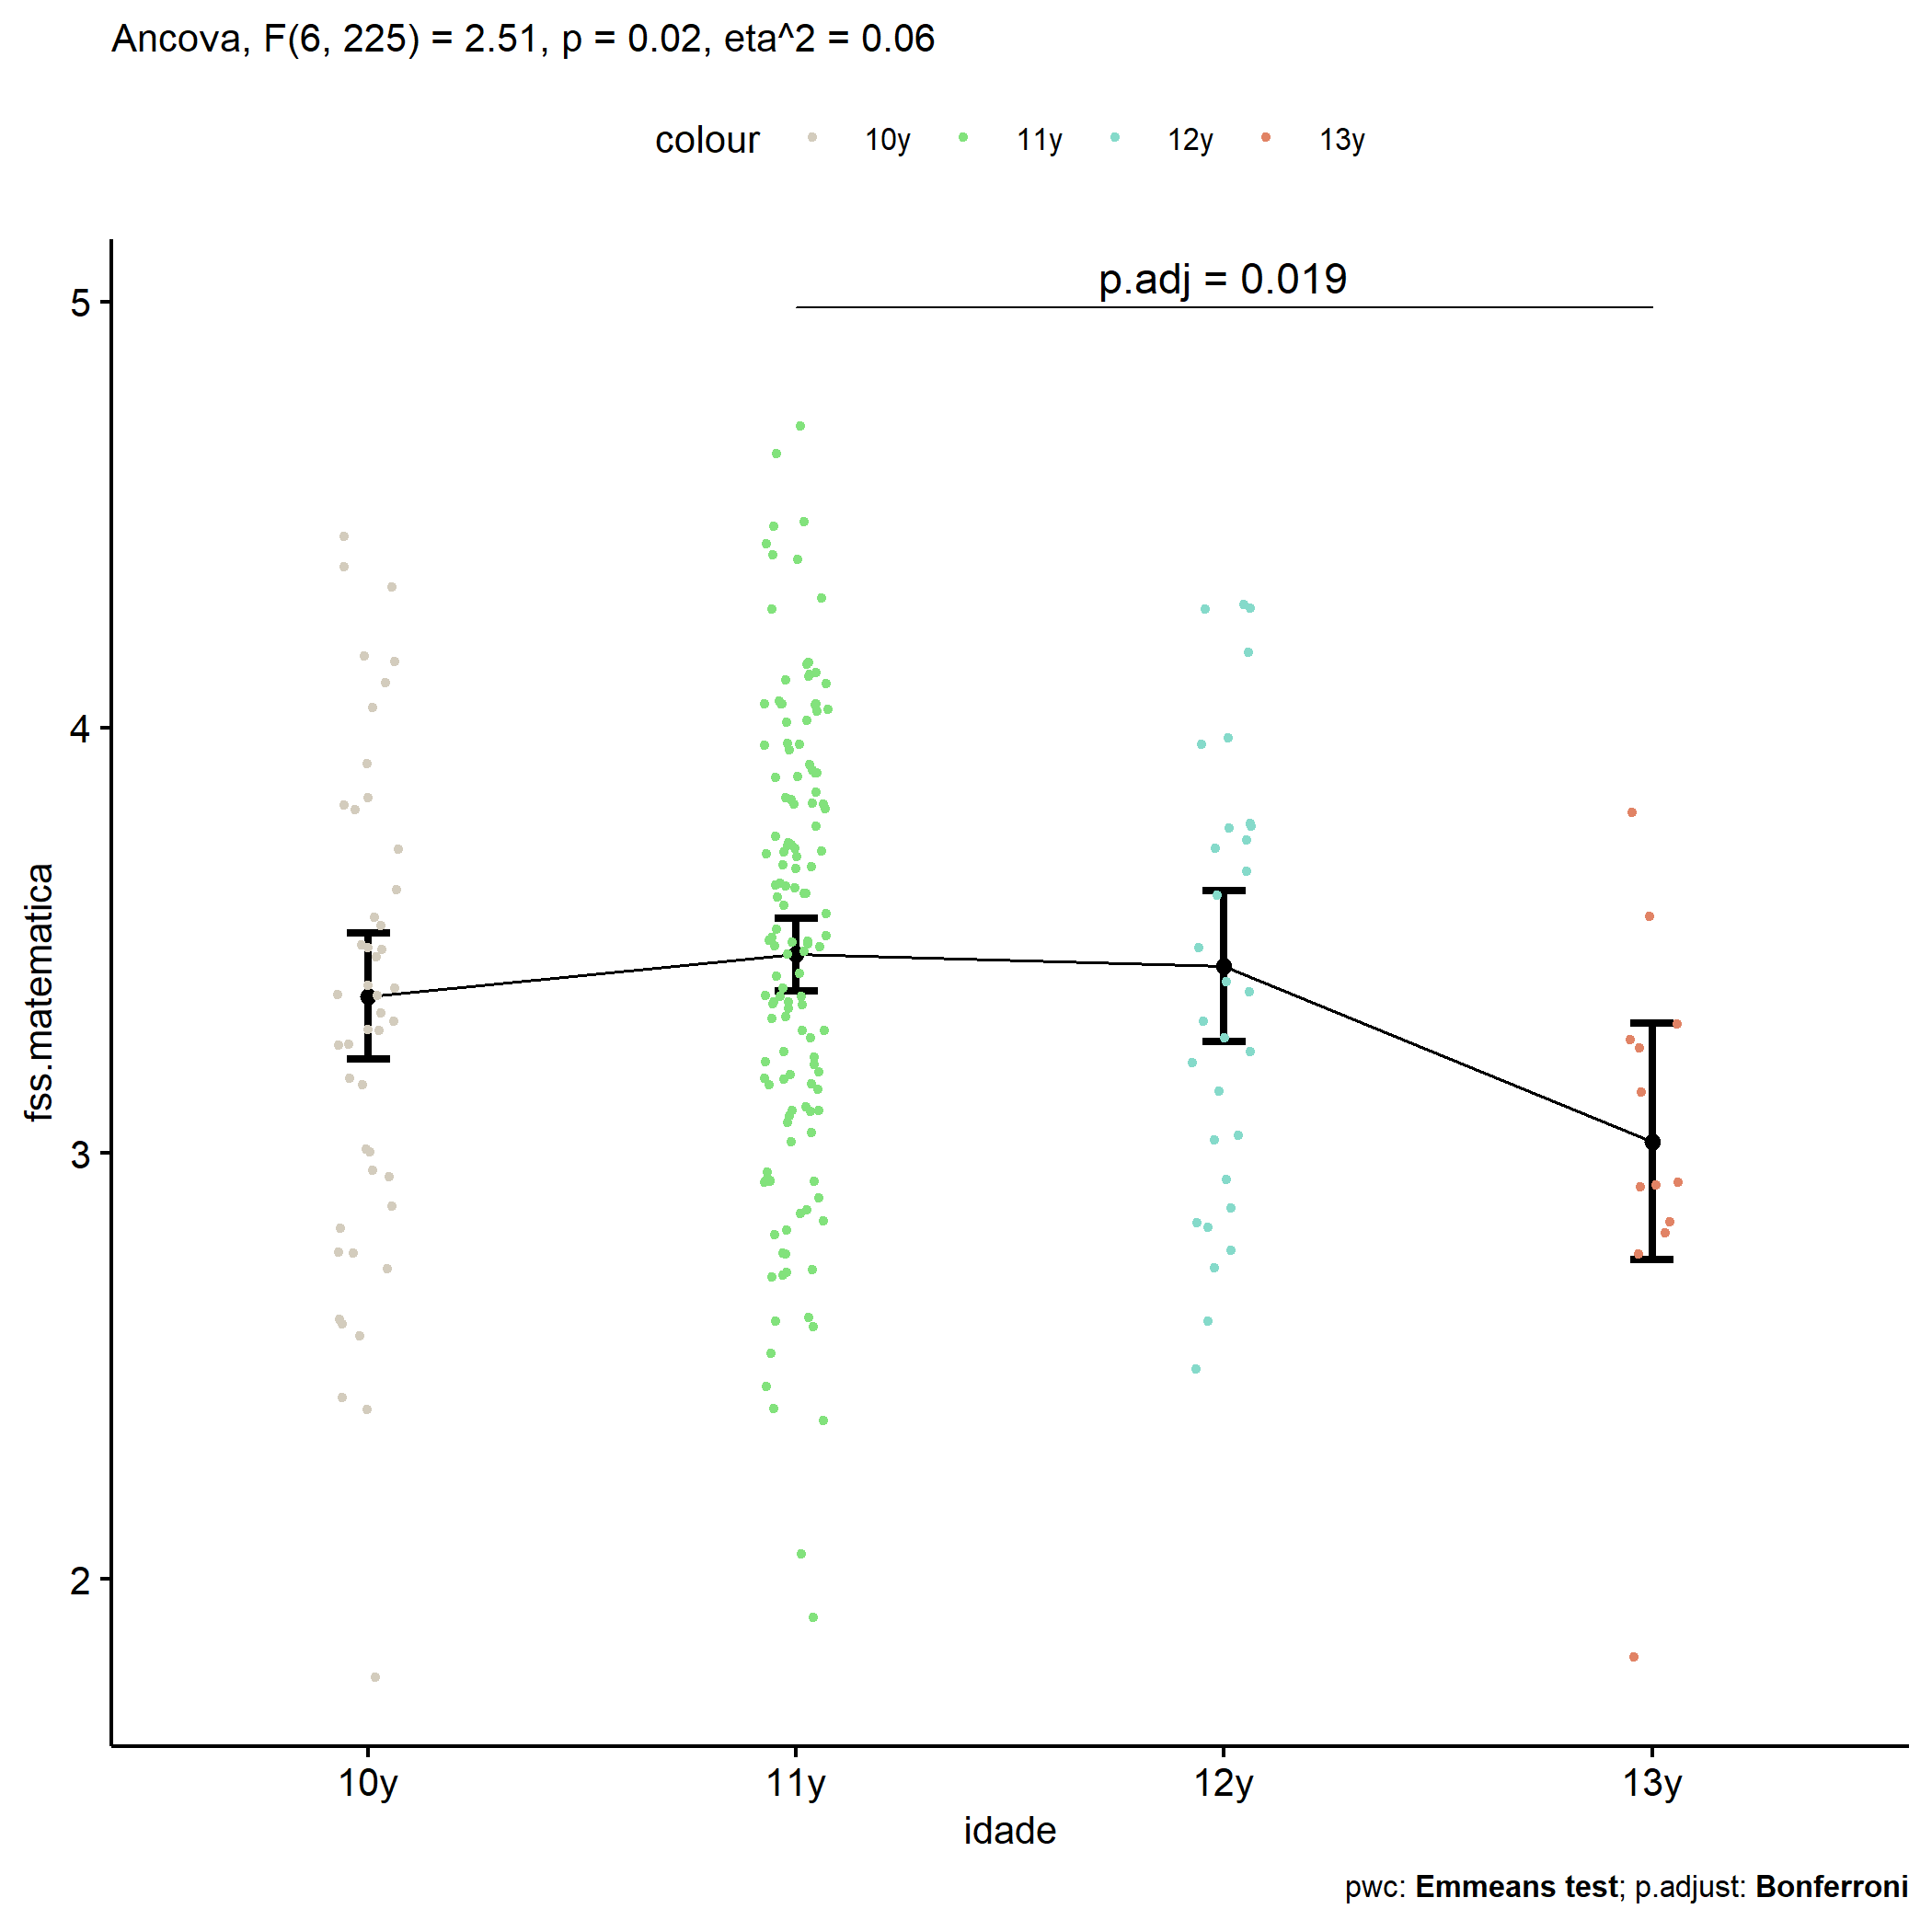 Ancova, F(6, 225) = 2.51, p = 0.02, eta^2 = 0.06
colour 10y 11y 12y 13y
p.adj = 0.019
5
4
3
2
fss.matematica
10y 11y 12y 13y
idade
pwc: Emmeans test; p.adjust: Bonferroni